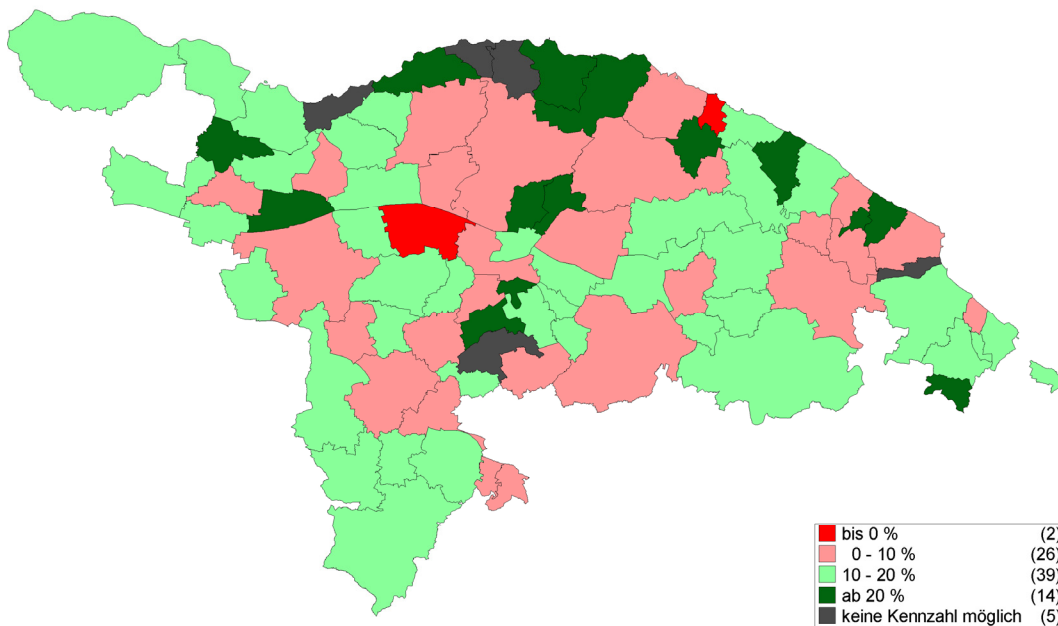 bis 0 % (2)
0 - 10 % (26)
10 - 20 % (39)
ab 20 % (14)
keine Kennzahl möglich (5)